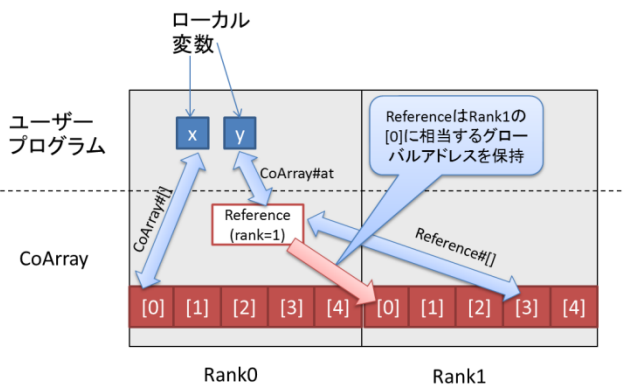 ローカル
変数
ユーザー
プログラム
x
y
ReferenceはRank1の
[0]に相当するグロー
バルアドレスを保持
CoArray#at
CoArray#[]
Reference
(rank=1)
Reference#[]
CoArray
[0] [1] [2] [3] [4] [0] [1] [2] [3] [4]
Rank0 Rank1